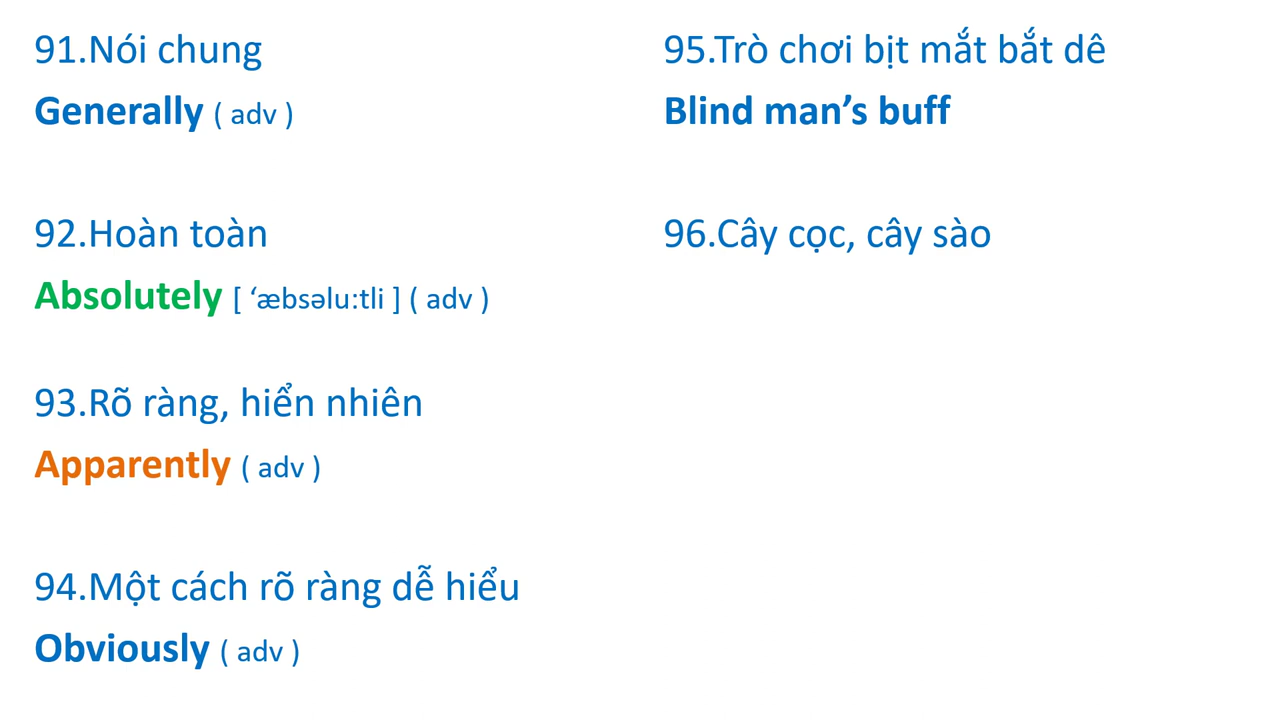 91.Nói chung
Generally ( adv )
92.Hoàn toàn
Absolutely [ ‘æbsəlu:tli ] ( adv )
93.Rõ ràng, hiển nhiên
Apparently ( adv )
94.Một cách rõ ràng dễ hiểu
Obviously ( adv )
95.Trò chơi bịt mắt bắt dê
Blind man’s buff
96.Cây cọc, cây sào